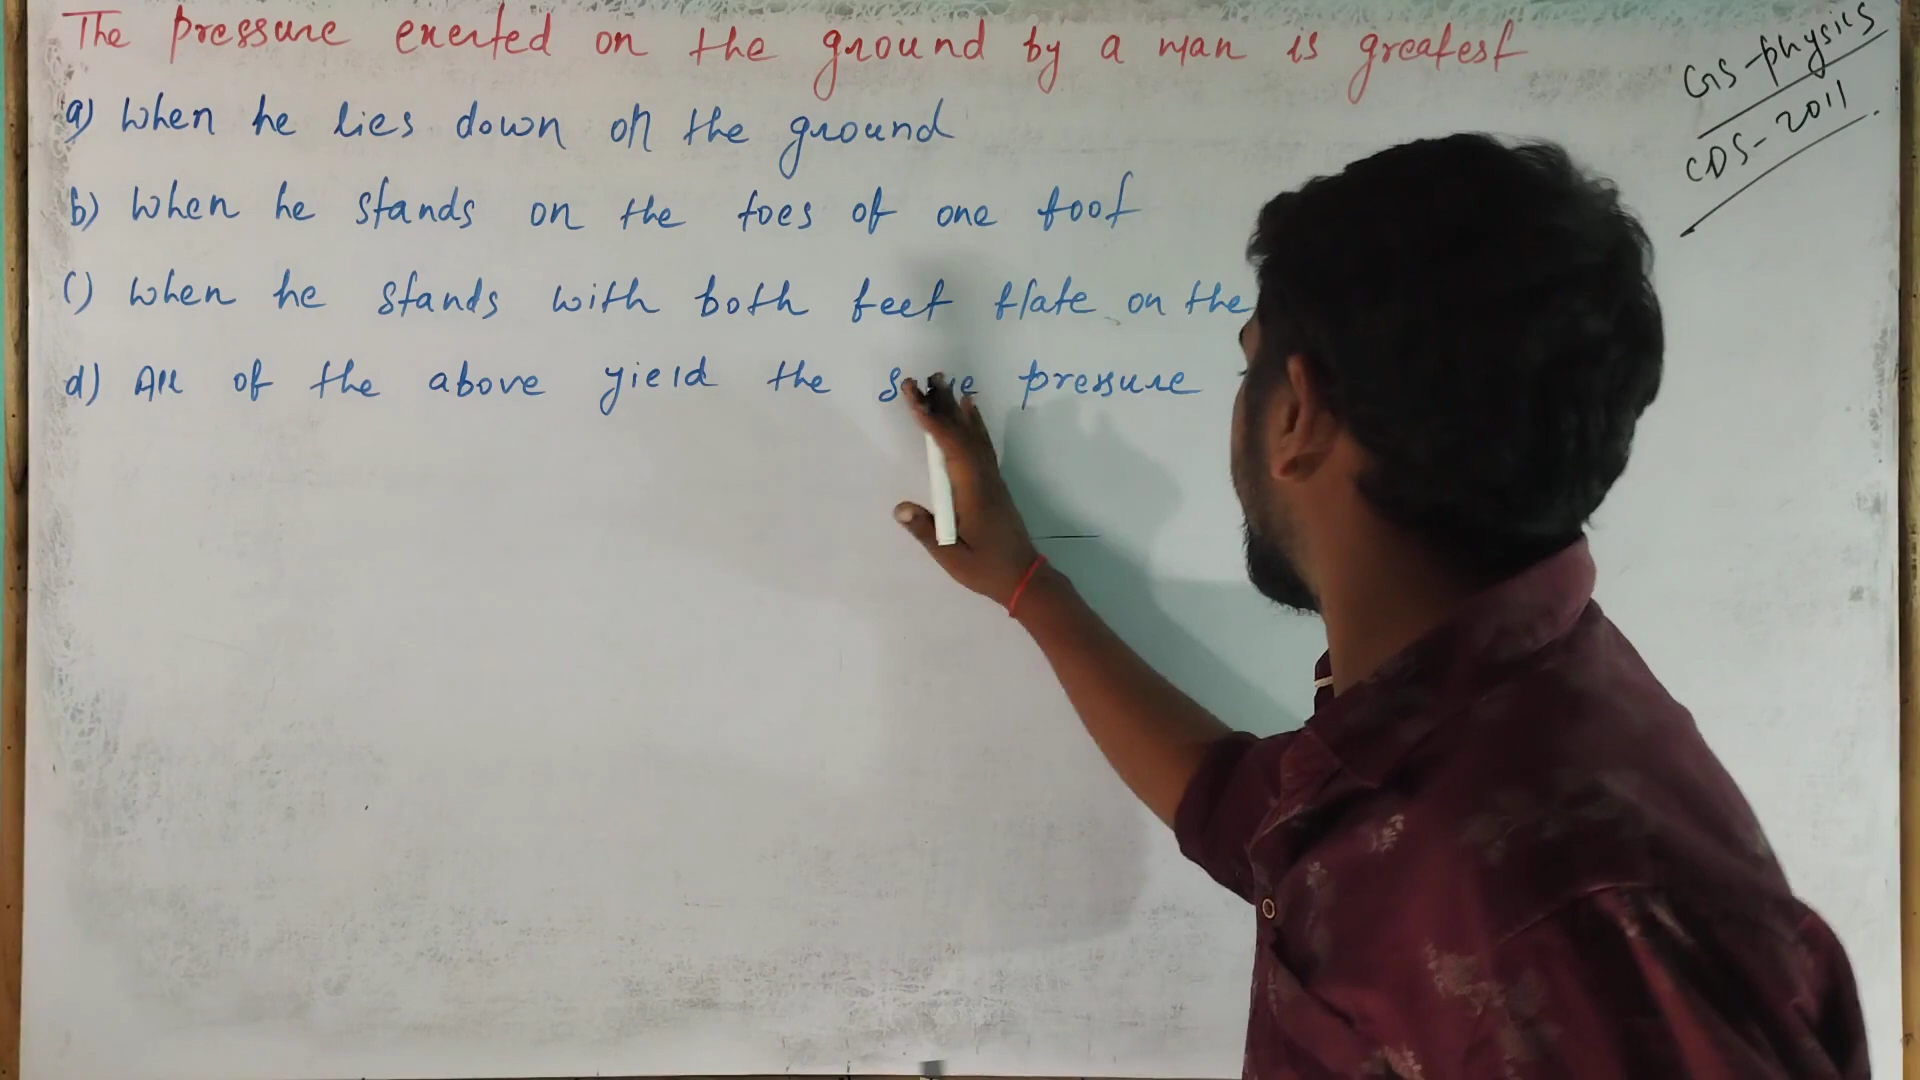 The pressure exerted on the ground by a man is greatest
a) When he lies down on the ground
b) When he stands on the toes of one foot
c) When he stands with both feet flate on the
d) All of the above yield the same pressure
GS-physics
CDS-2011